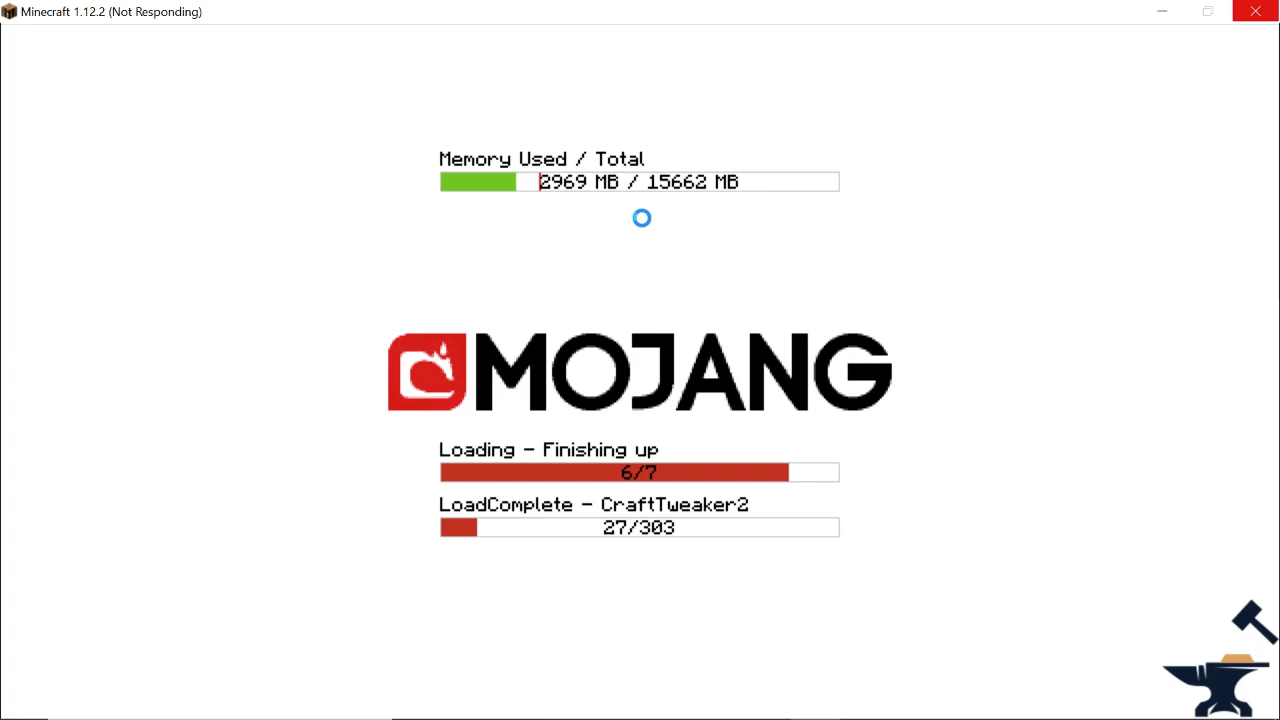 Minecraft 1.12.2 (Not Responding)
Memory Used / Total
2969 MB / 15662 MB
MOJANG
Loading - Finishing up
6/7
LoadComplete - CraftTweaker2
27/303